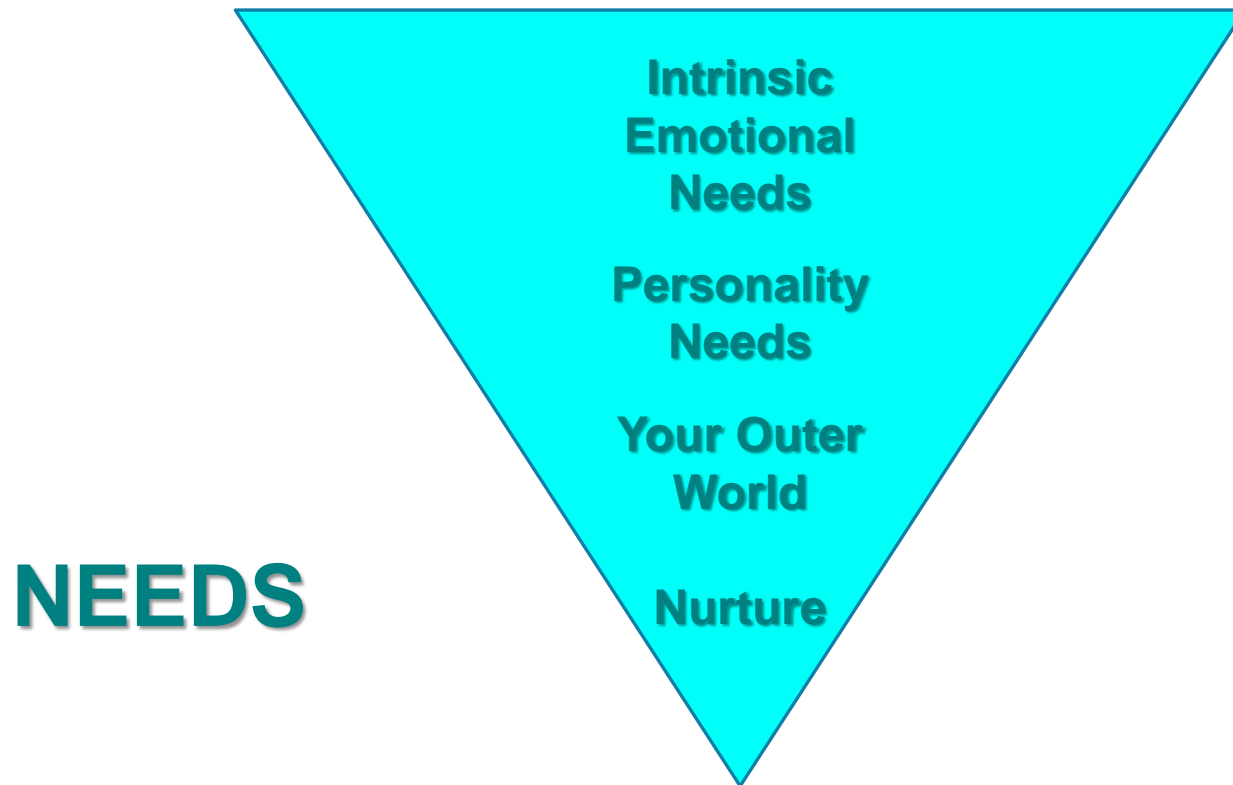 Intrinsic
Emotional
Needs
Personality
Needs
Your Outer
World
NEEDS
Nurture